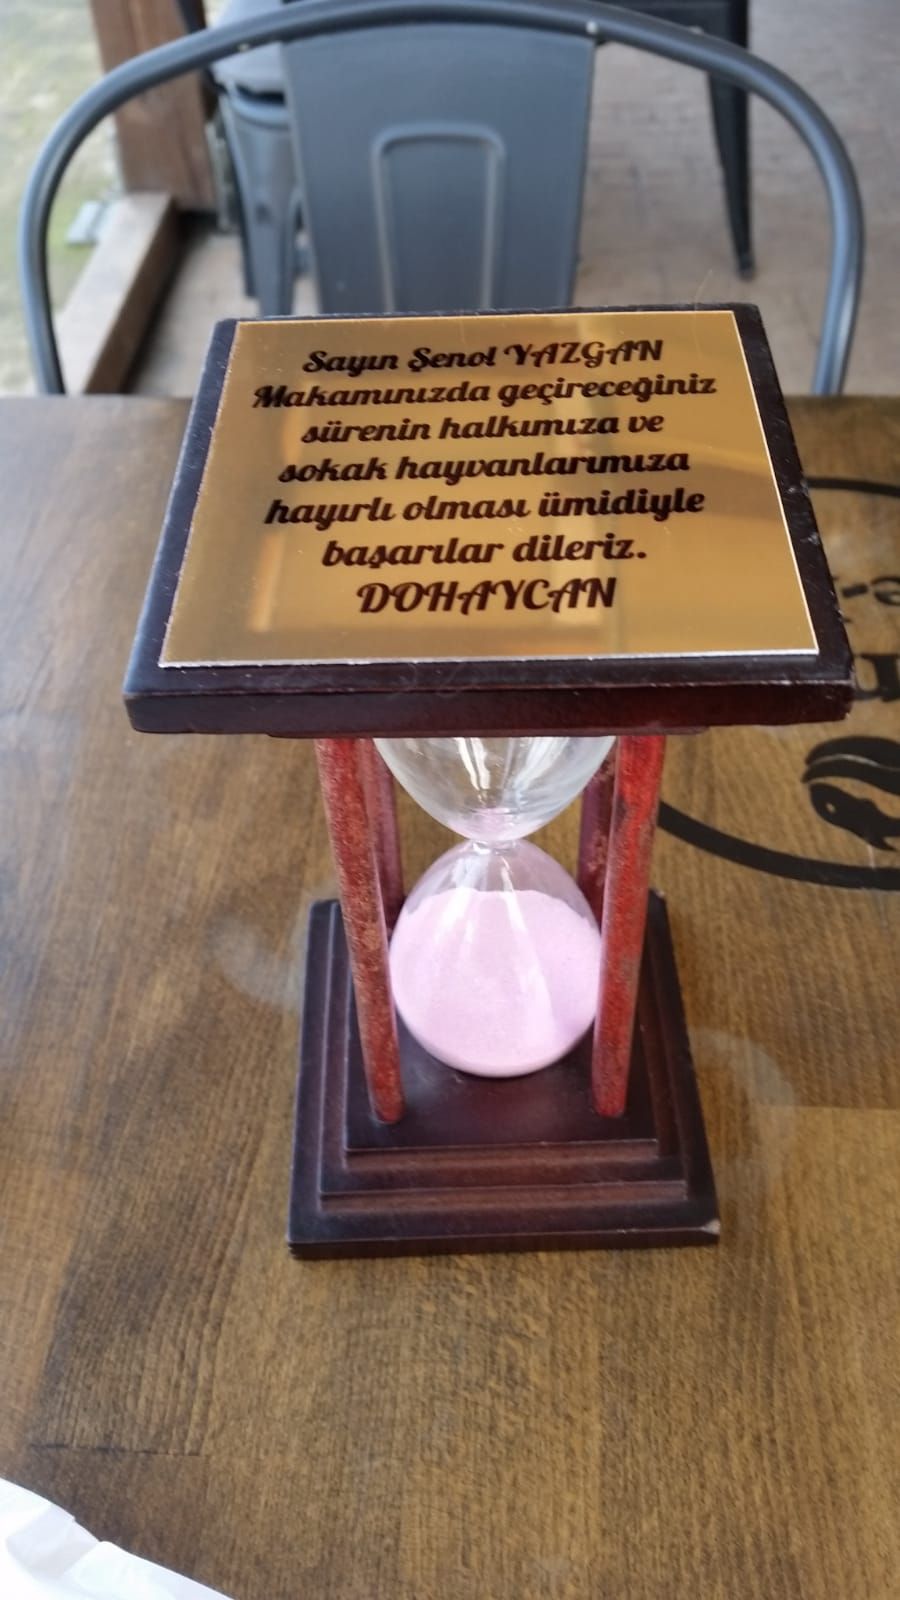 Sayın Şenol YAZGAN
Makamınızda geçireceğiniz
sürenin halkımıza ve
sokak hayvanlarımıza
hayırlı olması ümidiyle
başarılar dileriz.
DOHAYCAN